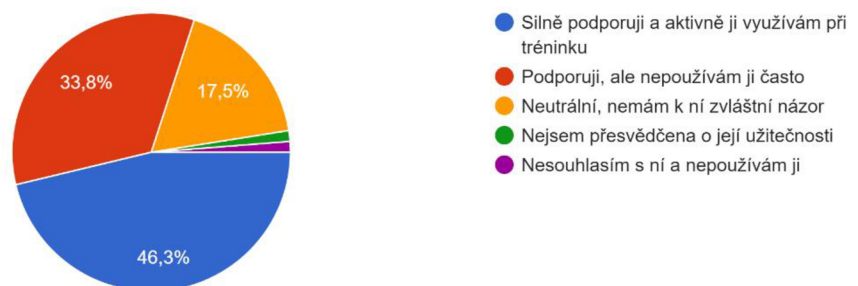 33,8%
17,5%
46,3%
Silně podporuji a aktivně ji využívám při
tréninku
Podporuji, ale nepoužívám ji často
Neutrální, nemám k ní zvláštní názor
Nejsem přesvědčena o její užitečnosti
Nesouhlasím s ní a nepoužívám ji